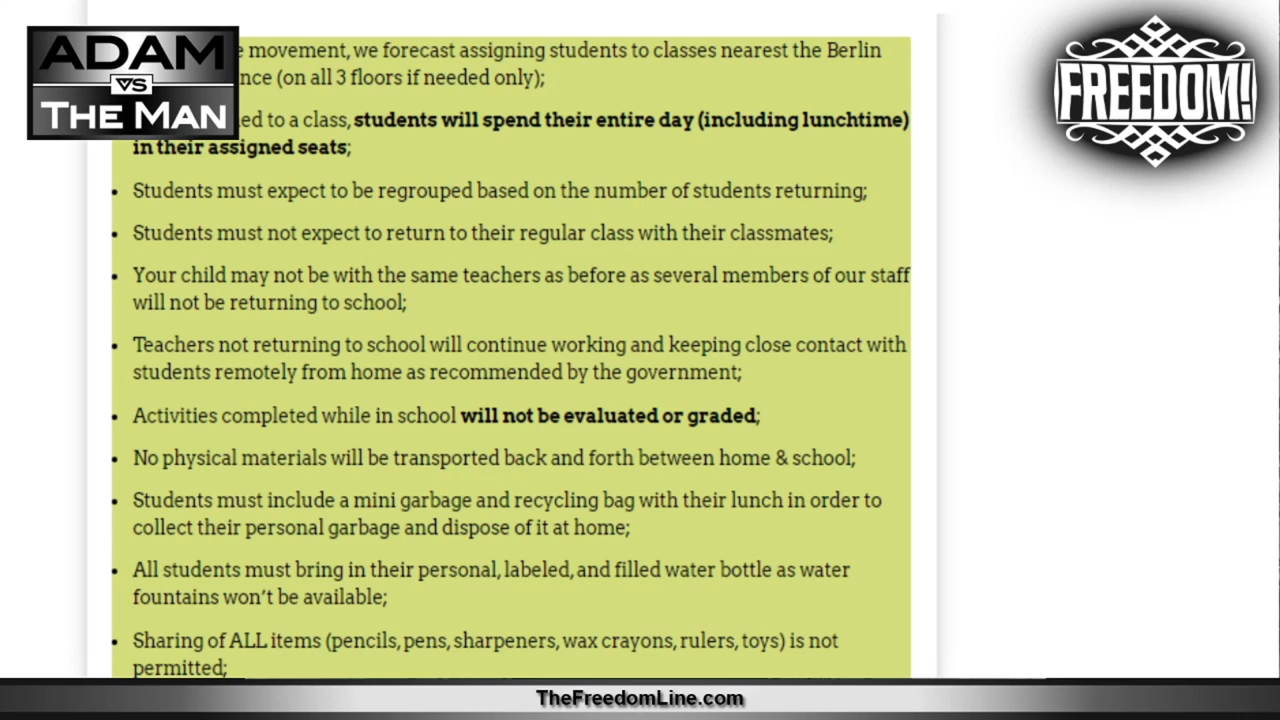 ADAM
VS
THE MAN
FREEDOM!
movement, we forecast assigning students to classes nearest the Berlin
(on all 3 floors if needed only);
to a class, students will spend their entire day (including lunchtime)
in their assigned seats;
• Students must expect to be regrouped based on the number of students returning;
• Students must not expect to return to their regular class with their classmates;
• Your child may not be with the same teachers as before as several members of our staff
will not be returning to school;
• Teachers not returning to school will continue working and keeping close contact with
students remotely from home as recommended by the government;
• Activities completed while in school will not be evaluated or graded;
• No physical materials will be transported back and forth between home & school;
• Students must include a mini garbage and recycling bag with their lunch in order to
collect their personal garbage and dispose of it at home;
• All students must bring in their personal, labeled, and filled water bottle as water
fountains won't be available;
• Sharing of ALL items (pencils, pens, sharpeners, wax crayons, rulers, toys) is not
permitted;
TheFreedomLine.com